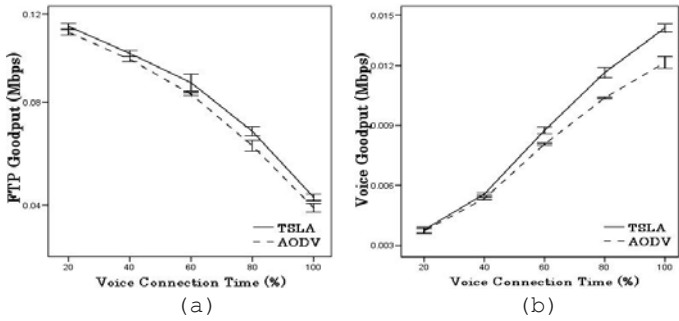 0.12
0.08
0.04
FTP Goodput (Mbps)
TSLA
AODV
20 40 60 80 100
Voice Connection Time (%)
(a)
0.015
0.012
0.009
0.006
0.003
Voice Goodput (Mbps)
TSLA
AODV
20 40 60 80 100
Voice Connection Time (%)
(b)